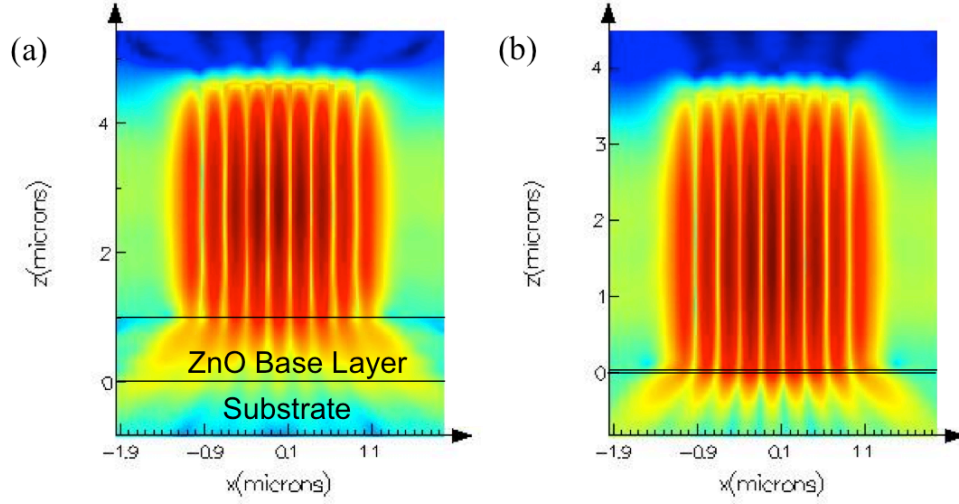 (a)
4
2
0
z(microns)
ZnO Base Layer
Substrate
-1.9 -0.9 0.1 1.1
x(microns)
(b)
4
3
2
1
0
z(microns)
-1.9 -0.9 0.1 1.1
x(microns)